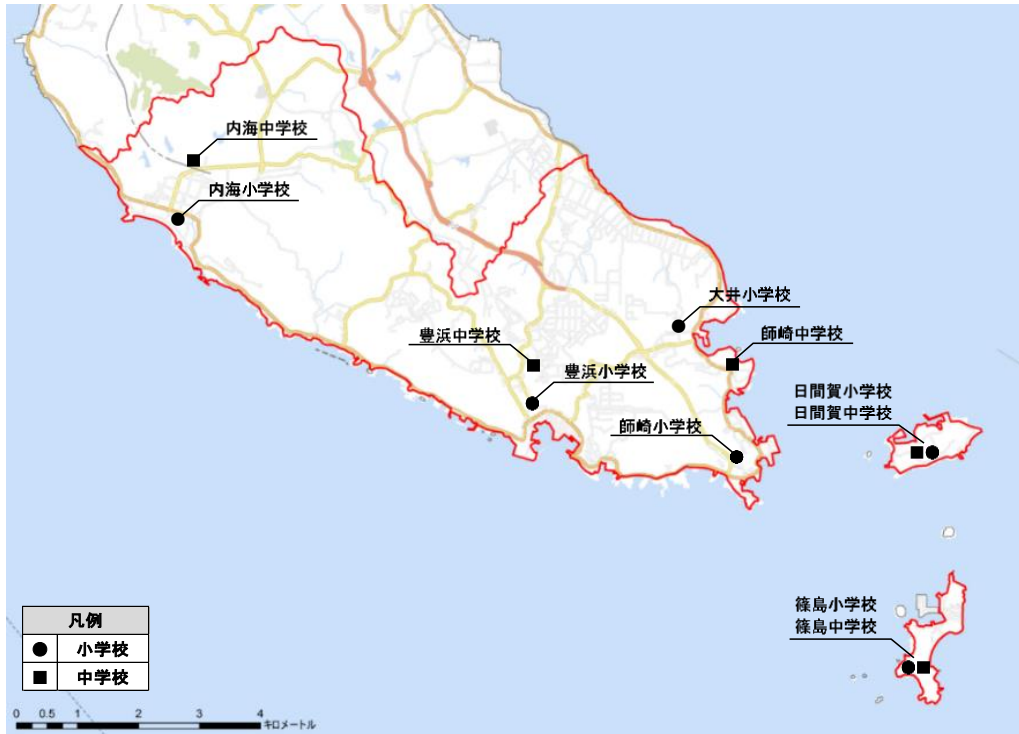 内海中学校
内海小学校
大井小学校
師崎中学校
豊浜中学校
豊浜小学校
日間賀小学校
日間賀中学校
師崎小学校
篠島小学校
篠島中学校
凡例
小学校
中学校
0 0.5 1 2 3 4
キロメートル